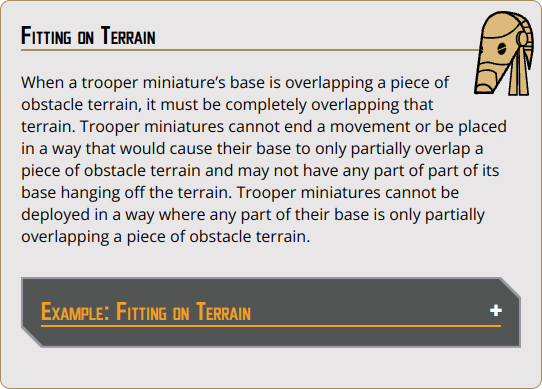 Fitting on Terrain
When a trooper miniature's base is overlapping a piece of
obstacle terrain, it must be completely overlapping that
terrain. Trooper miniatures cannot end a movement or be placed
in a way that would cause their base to only partially overlap a
piece of obstacle terrain and may not have any part of part of its
base hanging off the terrain. Trooper miniatures cannot be
deployed in a way where any part of their base is only partially
overlapping a piece of obstacle terrain.
Example: Fitting on Terrain +